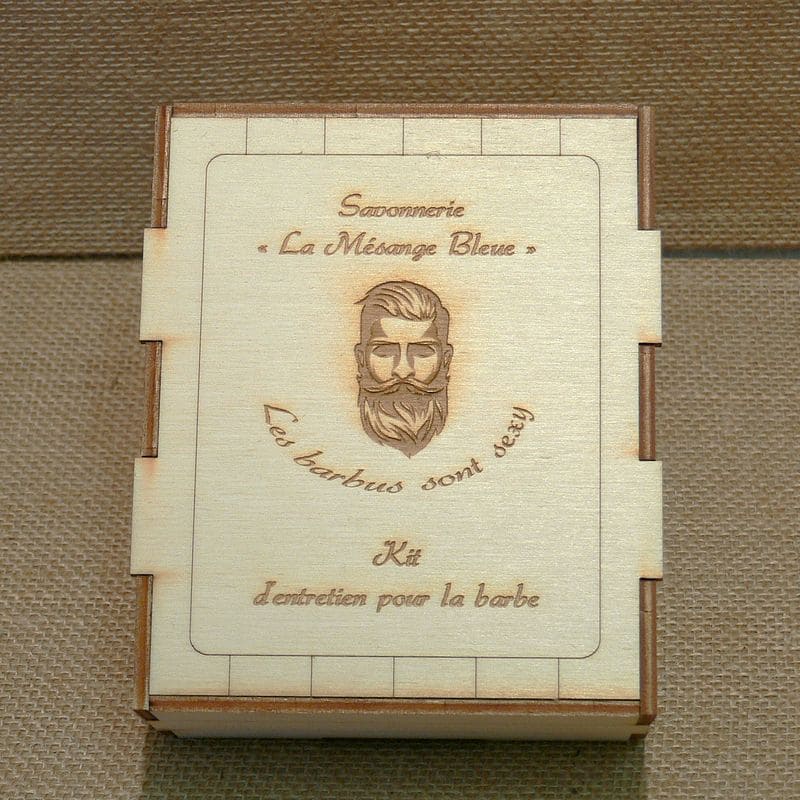 Savonnerie
« La Mésange Bleue »
Les barbus sont sexy
Kit
d'entretien pour la barbe